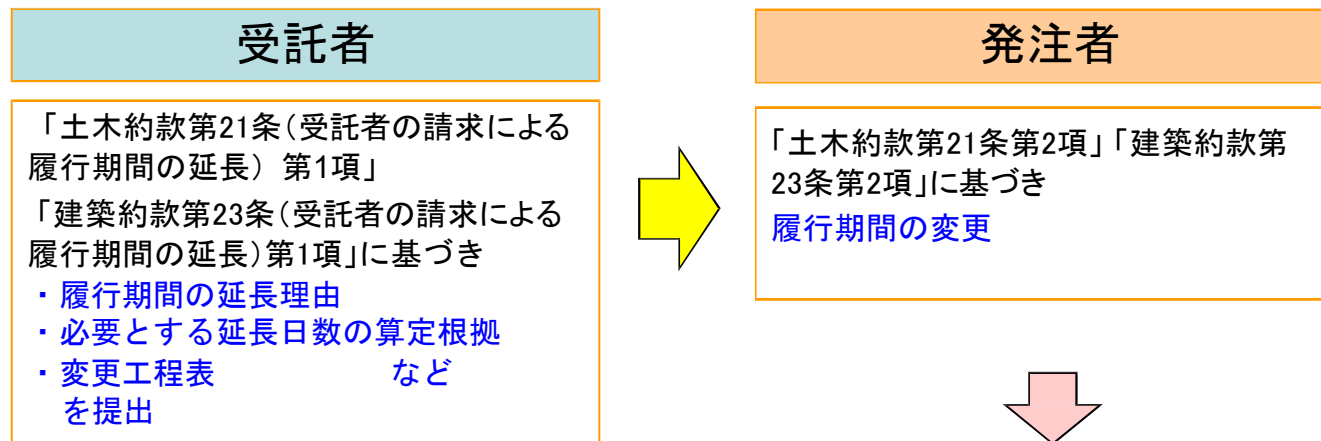 受託者
「土木約款第21条（受託者の請求による
履行期間の延長） 第1項」
「建築約款第23条（受託者の請求による
履行期間の延長）第1項」に基づき
・履行期間の延長理由
・必要とする延長日数の算定根拠
・変更工程表 など
を提出
発注者
「土木約款第21条第2項」「建築約款第
23条第2項」に基づき
履行期間の変更